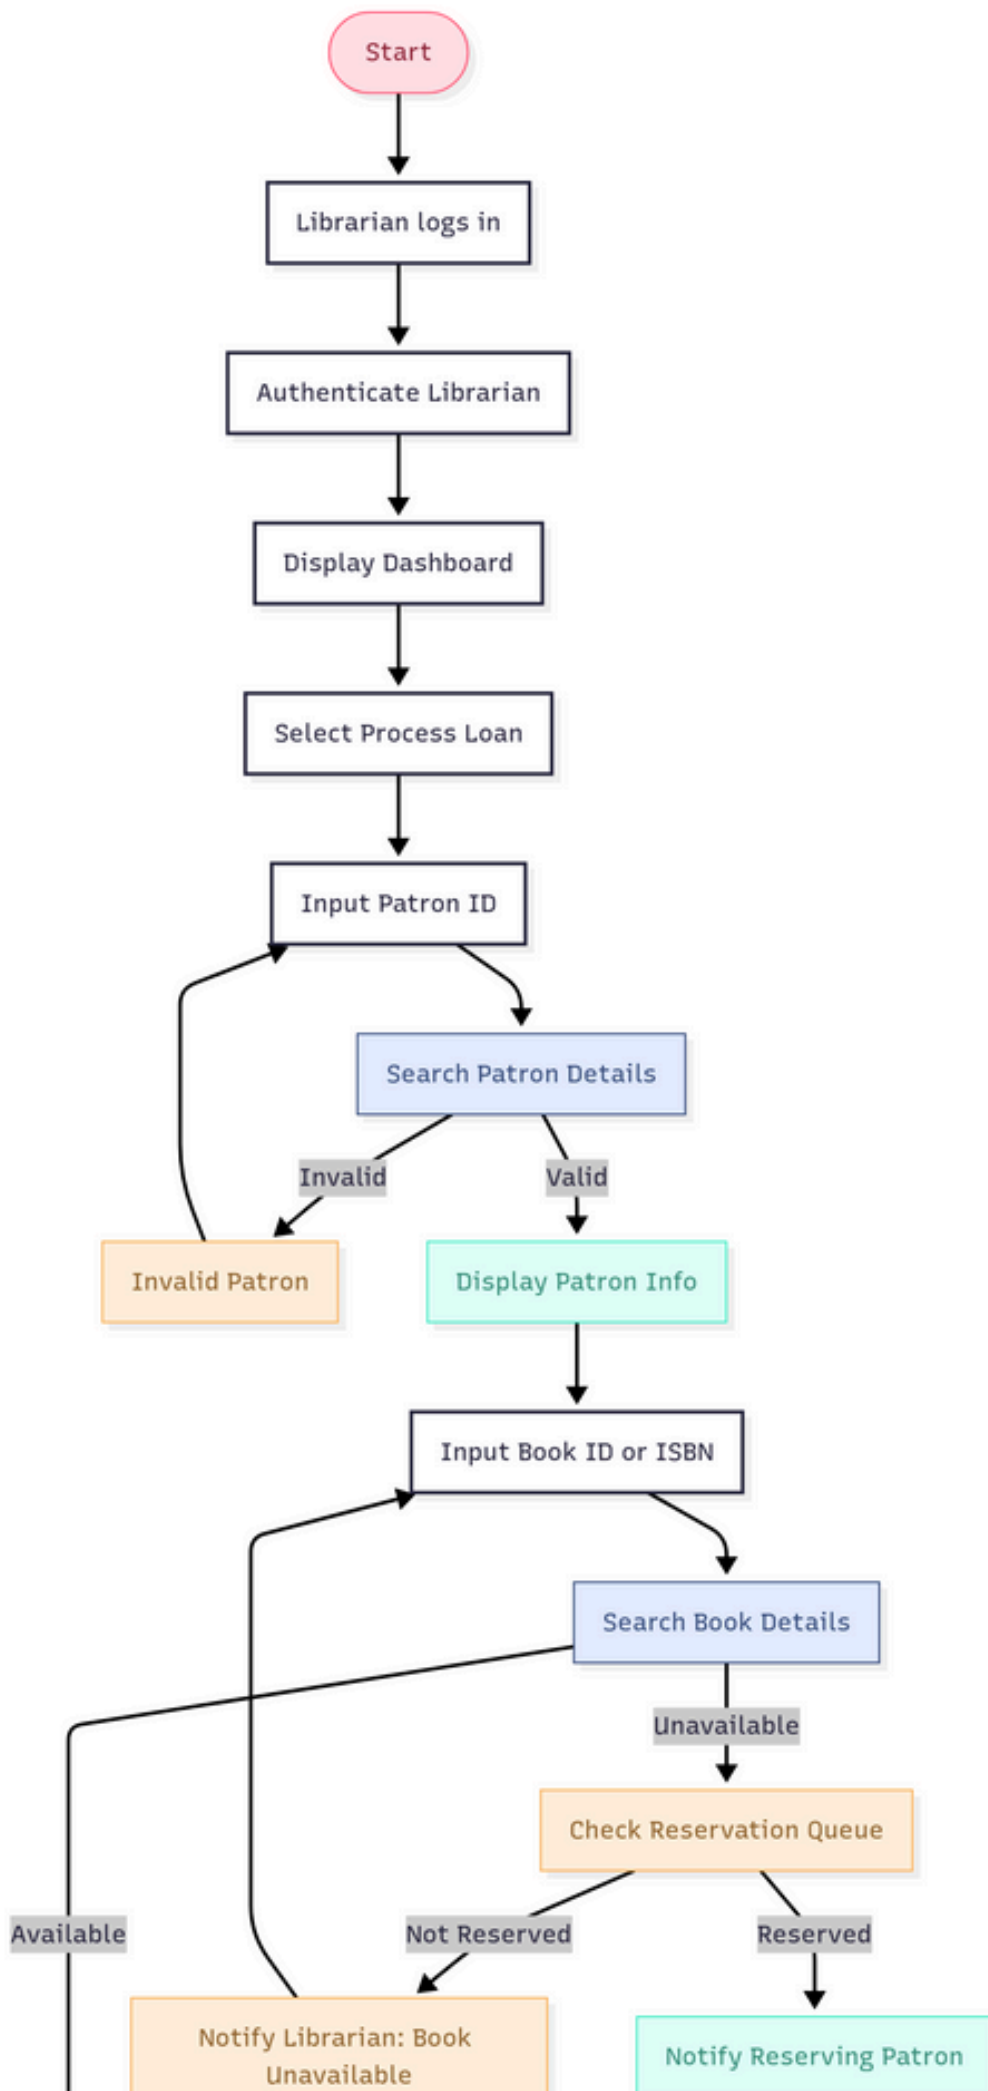 Start
Librarian logs in
Authenticate Librarian
Display Dashboard
Select Process Loan
Input Patron ID
Search Patron Details
Invalid
Valid
Invalid Patron
Display Patron Info
Input Book ID or ISBN
Search Book Details
Unavailable
Check Reservation Queue
Available
Not Reserved
Reserved
Notify Librarian: Book
Unavailable
Notify Reserving Patron